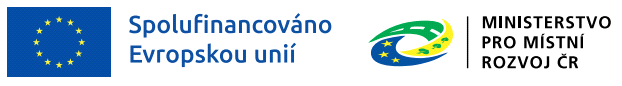 Spolufinancováno
Evropskou unií
MINISTERSTVO
PRO MÍSTNÍ
ROZVOJ ČR